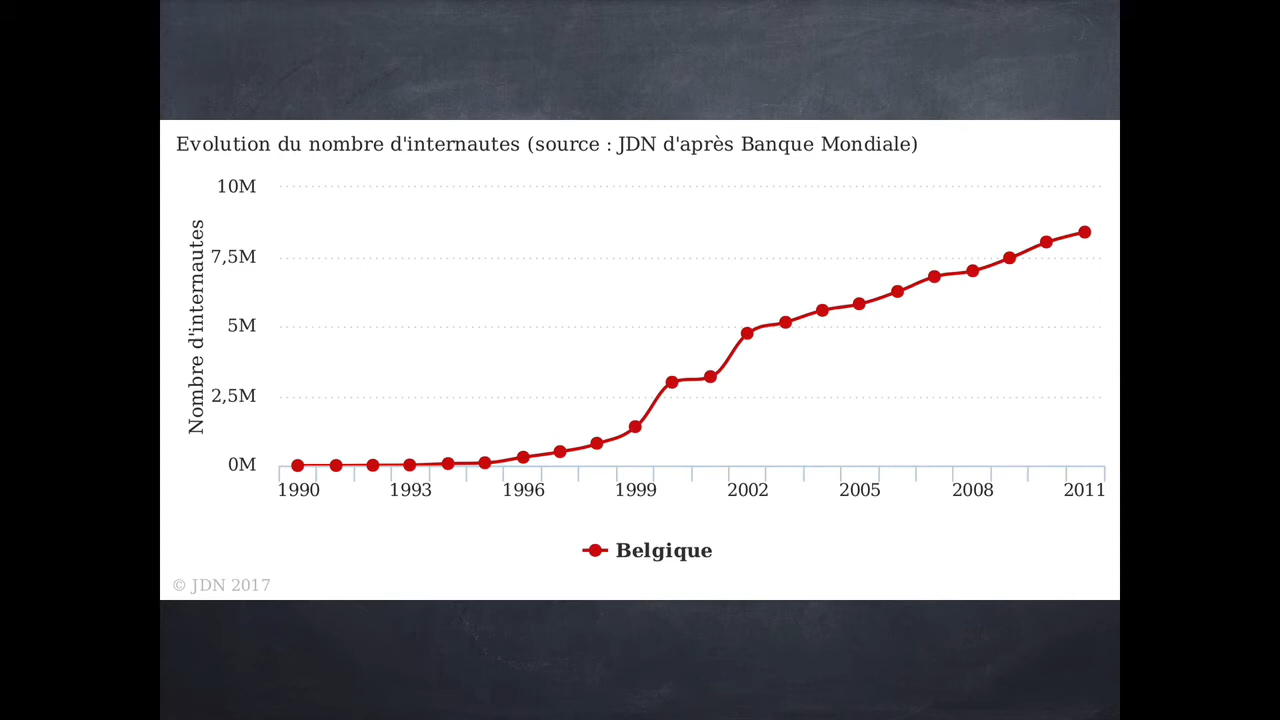 Evolution du nombre d'internautes (source : JDN d'après Banque Mondiale)
Nombre d'internautes
10M
7,5M
5M
2,5M
0M
1990 1993 1996 1999 2002 2005 2008 2011
Belgique
© JDN 2017